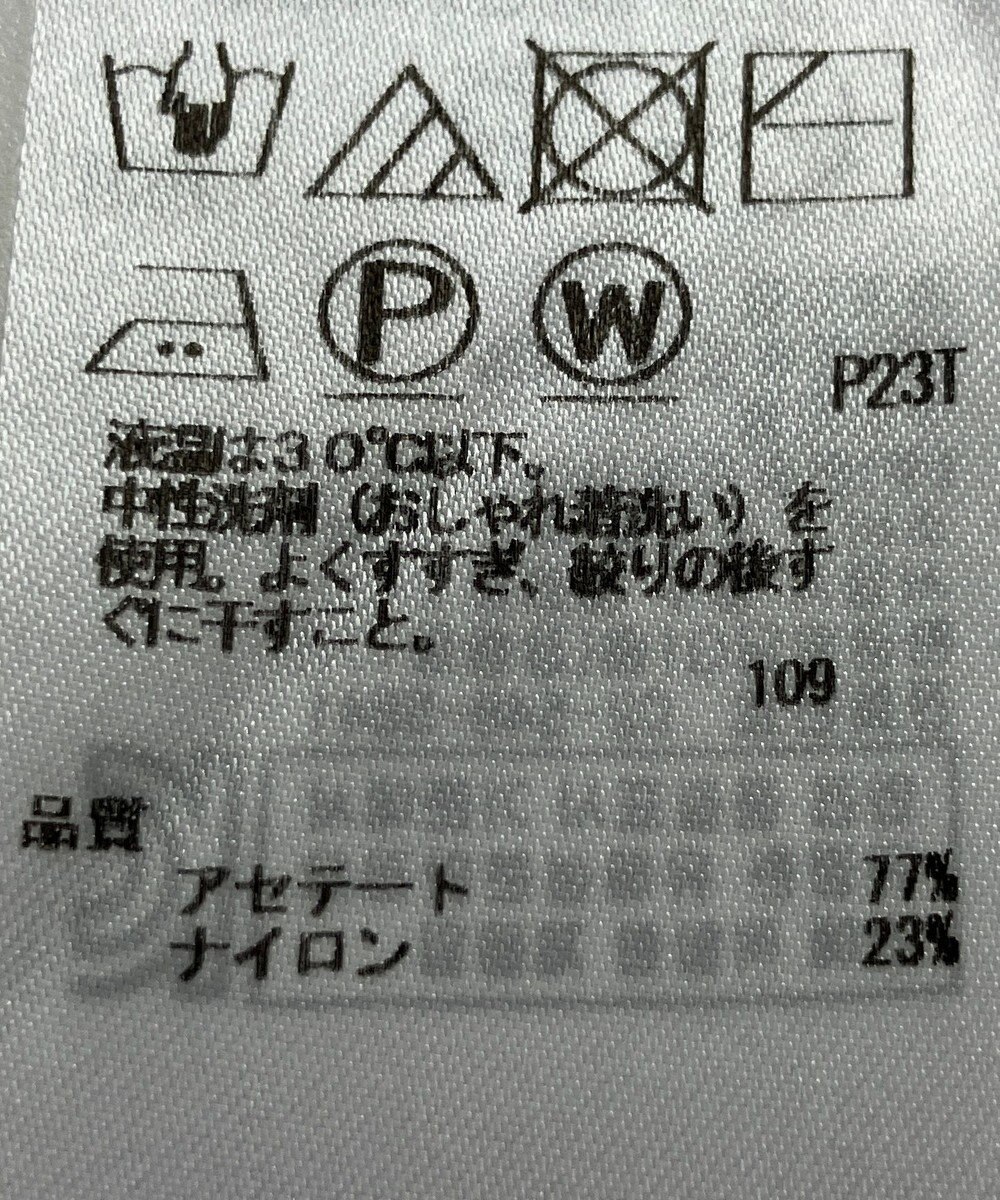 P
W
P23T
液温は30℃以下。
中性洗剤(おしゃれ着洗い)を
使用。よくすすぎ、絞りの後す
ぐに干すこと。
109
品質
アセテート 77%
ナイロン 23%